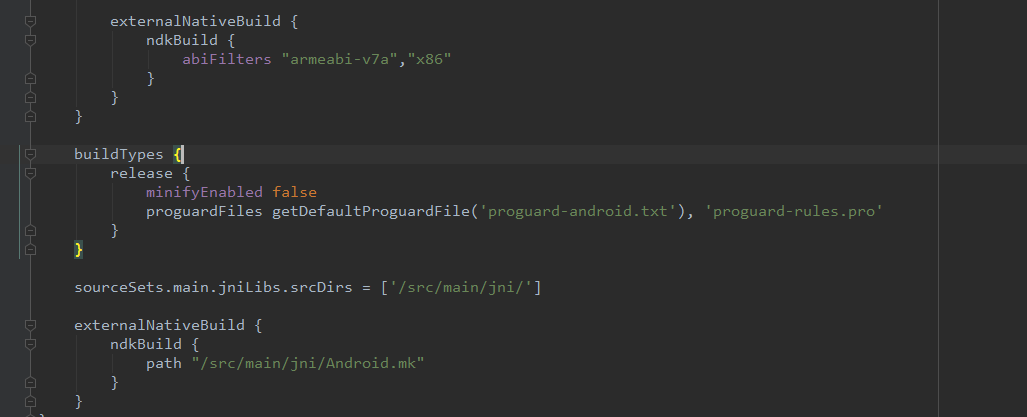 externalNativeBuild {
ndkBuild {
abiFilters "armeabi-v7a","x86"
}
}
}
buildTypes {
release {
minifyEnabled false
proguardFiles getDefaultProguardFile('proguard-android.txt'), 'proguard-rules.pro'
}
}
sourceSets.main.jniLibs.srcDirs = ['/src/main/jni/']
externalNativeBuild {
ndkBuild {
path "/src/main/jni/Android.mk"
}
}
}